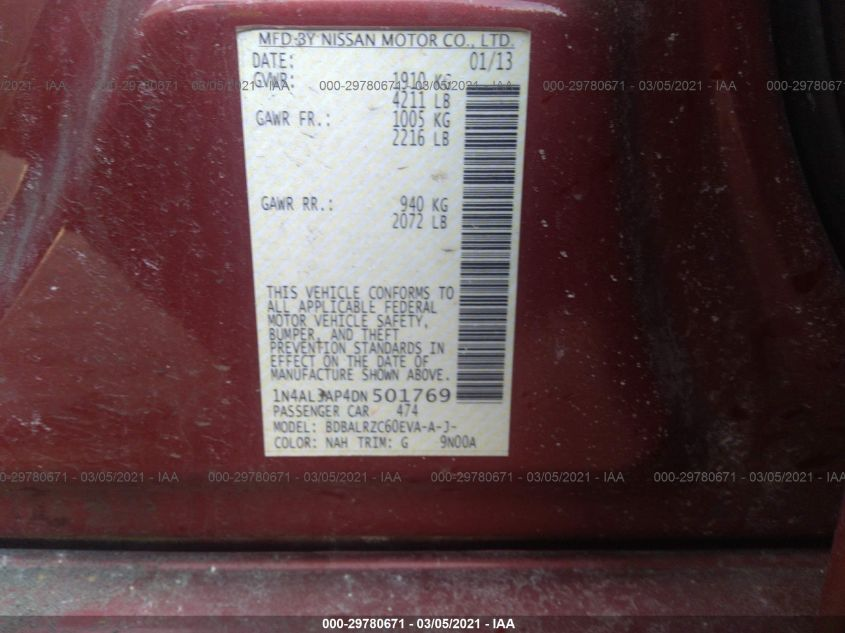 MFD BY NISSAN MOTOR CO., LTD.
DATE: 01/13
GVWR: 1910 KG
4211 LB
GAWR FR.: 1005 KG
2216 LB
GAWR RR.: 940 KG
2072 LB
THIS VEHICLE CONFORMS TO
ALL APPLICABLE FEDERAL
MOTOR VEHICLE SAFETY,
BUMPER, AND THEFT
PREVENTION STANDARDS IN
EFFECT ON THE DATE OF
MANUFACTURE SHOWN ABOVE.
1N4AL3AP4DN501769
PASSENGER CAR 474
MODEL: BDBALRZC60EVA-A-J-
COLOR: NAH TRIM: G 9N00A
000-29780671 - 03/05/2021 - IAA